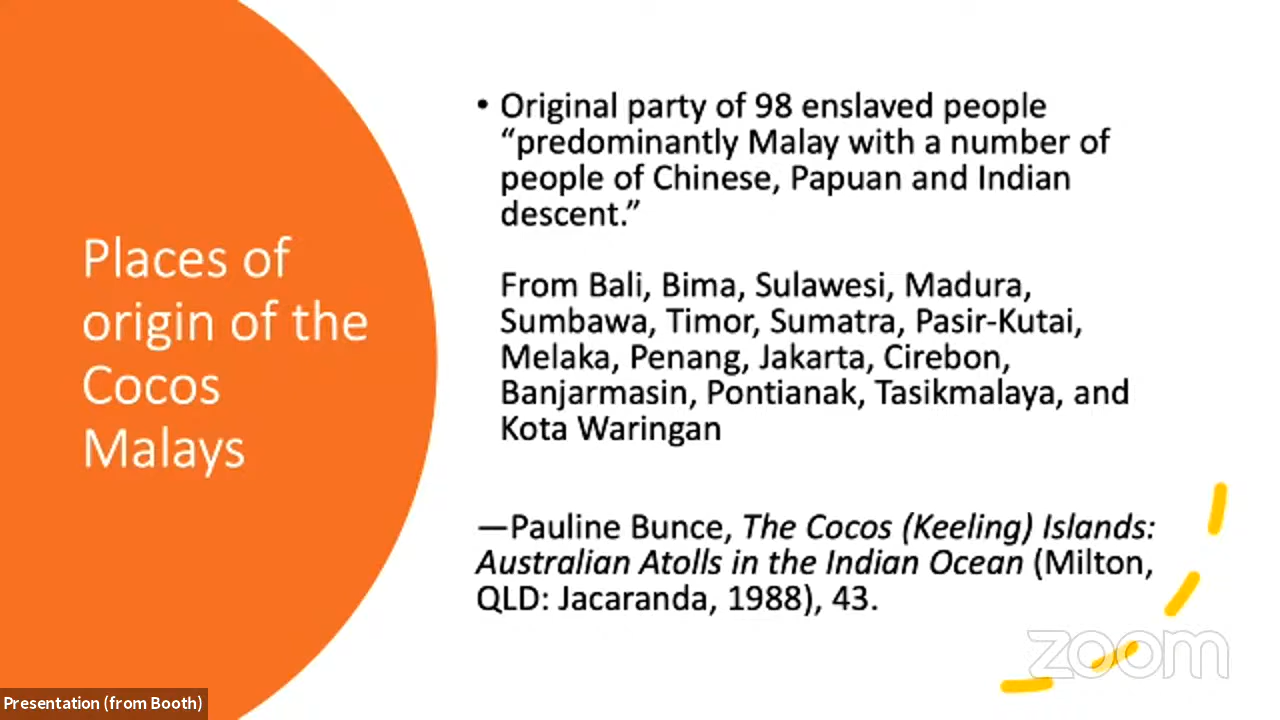 Places of
origin of the
Cocos
Malays
• Original party of 98 enslaved people
“predominantly Malay with a number of
people of Chinese, Papuan and Indian
descent.”
From Bali, Bima, Sulawesi, Madura,
Sumbawa, Timor, Sumatra, Pasir-Kutai,
Melaka, Penang, Jakarta, Cirebon,
Banjarmasin, Pontianak, Tasikmalaya, and
Kota Waringan
—Pauline Bunce, The Cocos (Keeling) Islands:
Australian Atolls in the Indian Ocean (Milton,
QLD: Jacaranda, 1988), 43.
zoom
Presentation (from Booth)